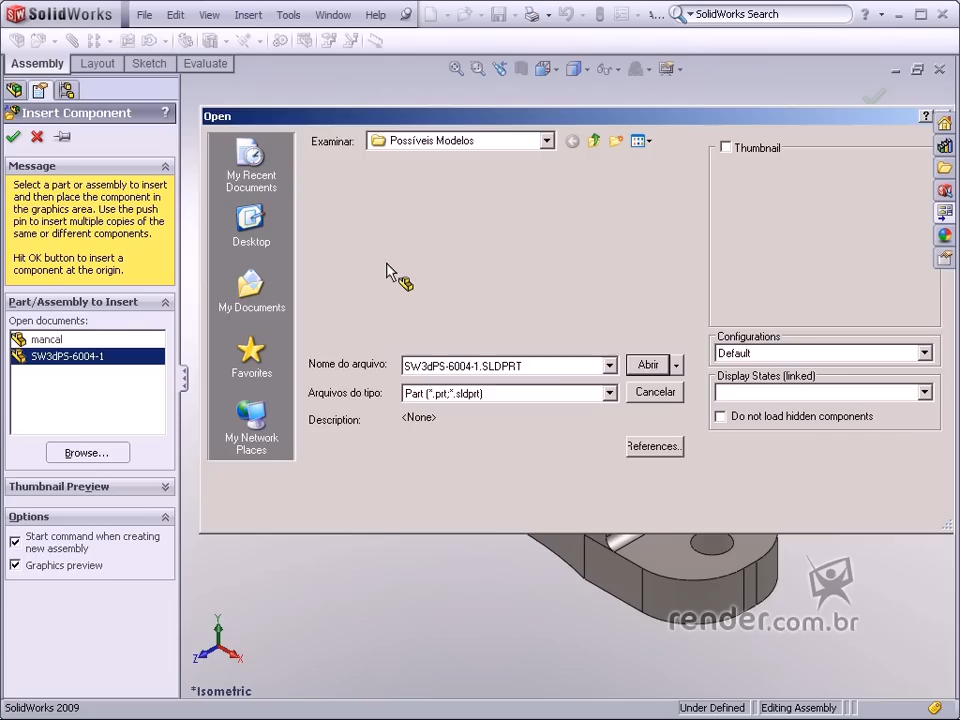 SolidWorks File Edit View Insert Tools Window Help SolidWorks Search
Assembly Layout Sketch Evaluate
Insert Component ?
Message
Select a part or assembly to insert
and then place the component in
the graphics area. Use the push
pin to insert multiple copies of the
same or different components.
Hit OK button to insert a
component at the origin.
Part/Assembly to Insert
Open documents:
mancal
SW3dPS-6004-1
Browse...
Thumbnail Preview
Options
Start command when creating
new assembly
Graphics preview
Open
Examinar: Possíveis Modelos
My Recent
Documents
Desktop
My Documents
Favorites
My Network
Places
Nome do arquivo: SW3dPS-6004-1.SLDPRT Abrir
Arquivos do tipo: Part (*.prt;*.sldprt) Cancelar
Description: <None>
References...
Thumbnail
Configurations
Default
Display States (linked)
Do not load hidden components
render.com.br
Y
Z X
*Isometric
SolidWorks 2009 Under Defined Editing Assembly